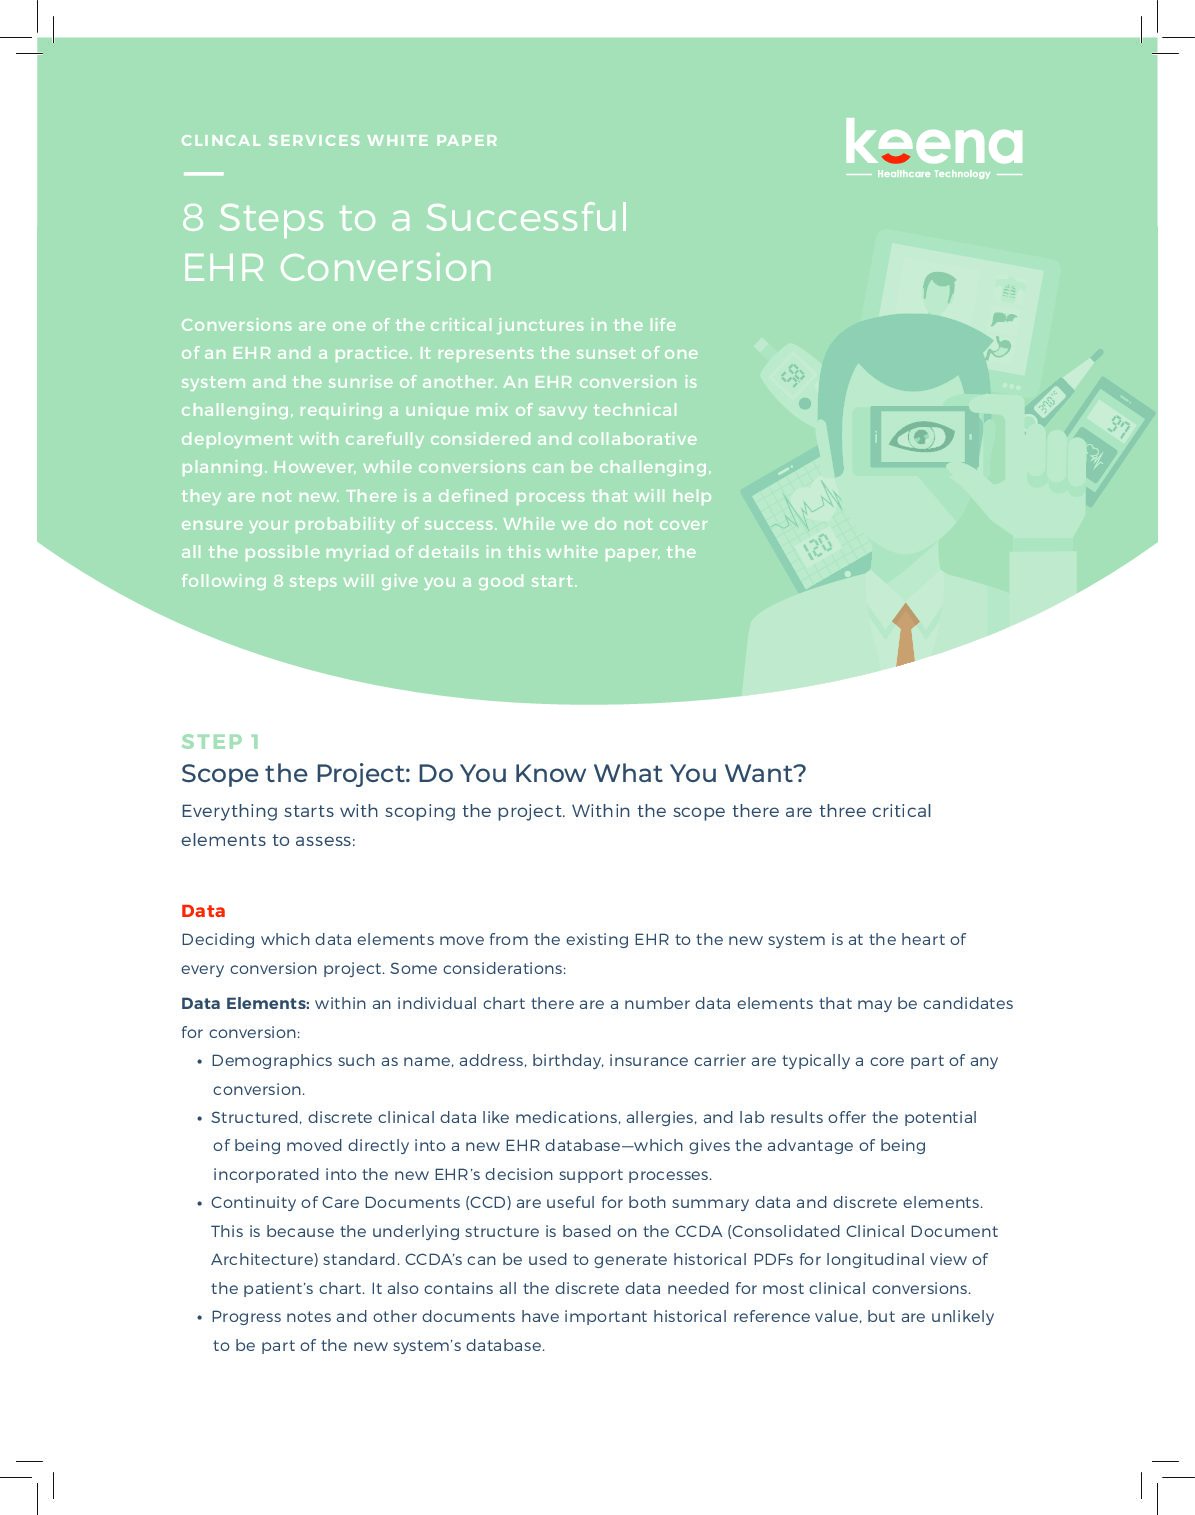 CLINCAL SERVICES WHITE PAPER
keena
Healthcare Technology
8 Steps to a Successful
EHR Conversion
Conversions are one of the critical junctures in the life
of an EHR and a practice. It represents the sunset of one
system and the sunrise of another. An EHR conversion is
challenging, requiring a unique mix of savvy technical
deployment with carefully considered and collaborative
planning. However, while conversions can be challenging,
they are not new. There is a defined process that will help
ensure your probability of success. While we do not cover
all the possible myriad of details in this white paper, the
following 8 steps will give you a good start.
97
120
STEP 1
Scope the Project: Do You Know What You Want?
Everything starts with scoping the project. Within the scope there are three critical
elements to assess:
Data
Deciding which data elements move from the existing EHR to the new system is at the heart of
every conversion project. Some considerations:
Data Elements: within an individual chart there are a number data elements that may be candidates
for conversion:
• Demographics such as name, address, birthday, insurance carrier are typically a core part of any
conversion.
• Structured, discrete clinical data like medications, allergies, and lab results offer the potential
of being moved directly into a new EHR database—which gives the advantage of being
incorporated into the new EHR’s decision support processes.
• Continuity of Care Documents (CCD) are useful for both summary data and discrete elements.
This is because the underlying structure is based on the CCDA (Consolidated Clinical Document
Architecture) standard. CCDA’s can be used to generate historical PDFs for longitudinal view of
the patient’s chart. It also contains all the discrete data needed for most clinical conversions.
• Progress notes and other documents have important historical reference value, but are unlikely
to be part of the new system’s database.